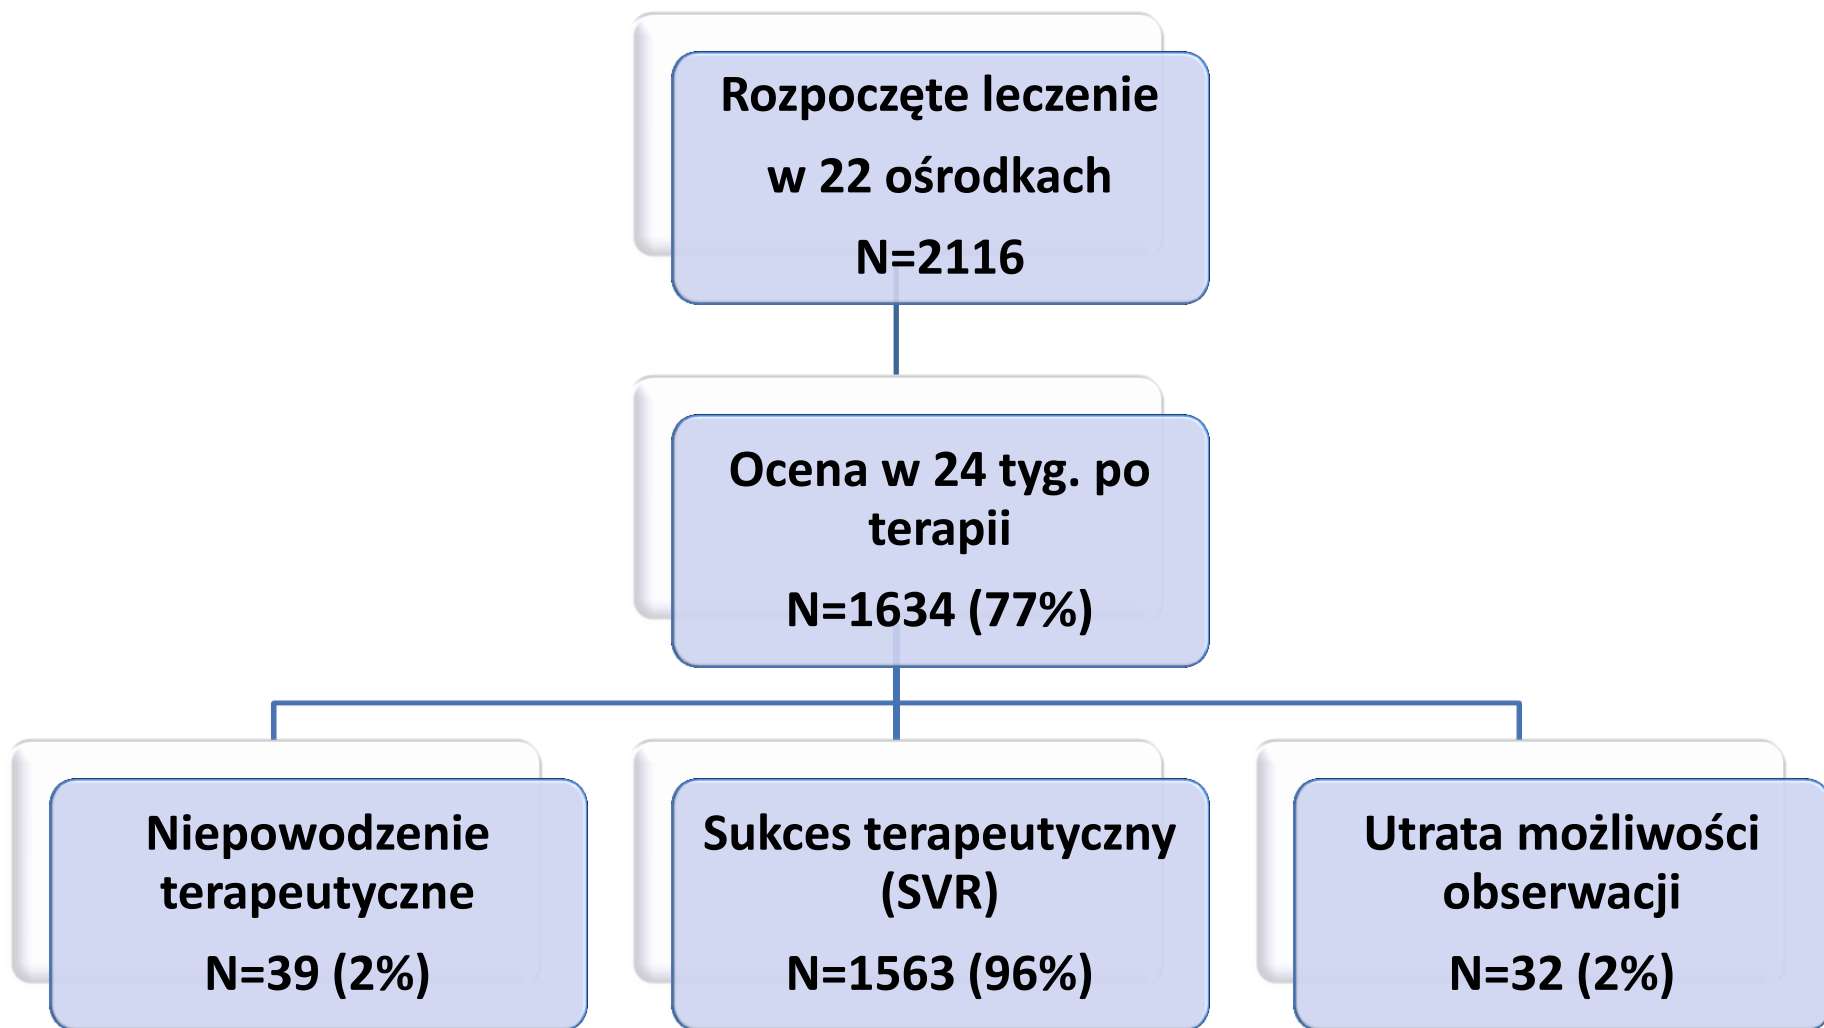 Rozpoczęte leczenie
w 22 ośrodkach
N=2116
Ocena w 24 tyg. po
terapii
N=1634 (77%)
Niepowodzenie
terapeutyczne
N=39 (2%)
Sukces terapeutyczny
(SVR)
N=1563 (96%)
Utrata możliwości
obserwacji
N=32 (2%)